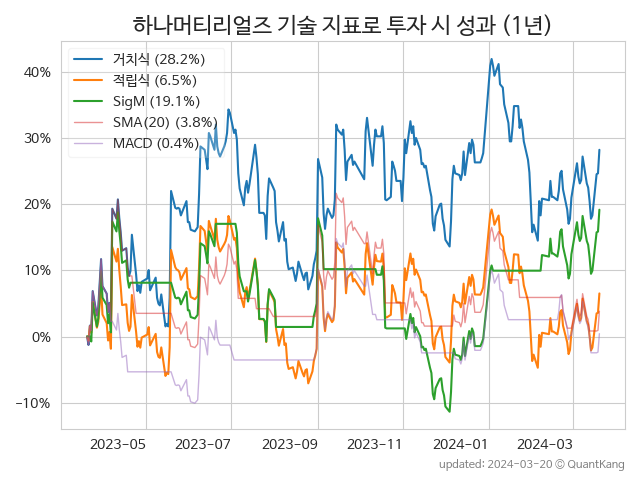 하나머티리얼즈 기술 지표로 투자 시 성과 (1년)
거치식 (28.2%)
적립식 (6.5%)
SigM (19.1%)
SMA(20) (3.8%)
MACD (0.4%)
40%
30%
20%
10%
0%
−10%
2023-05
2023-07
2023-09
2023-11
2024-01
2024-03
updated: 2024-03-20 © QuantKang